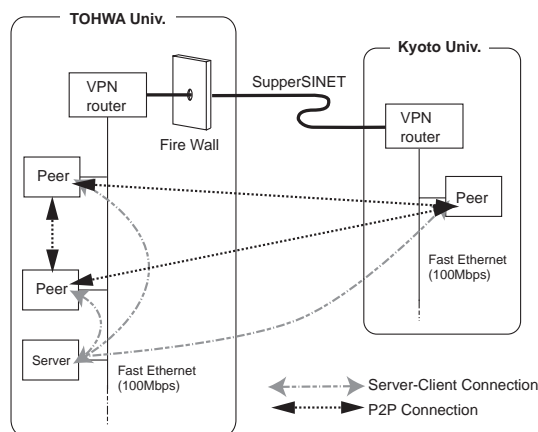 TOHWA Univ.
Kyoto Univ.
VPN
router
Fire Wall
SupperSINET
VPN
router
Peer
Peer
Peer
Fast Ethernet
(100Mbps)
Server
Fast Ethernet
(100Mbps)
Server-Client Connection
P2P Connection